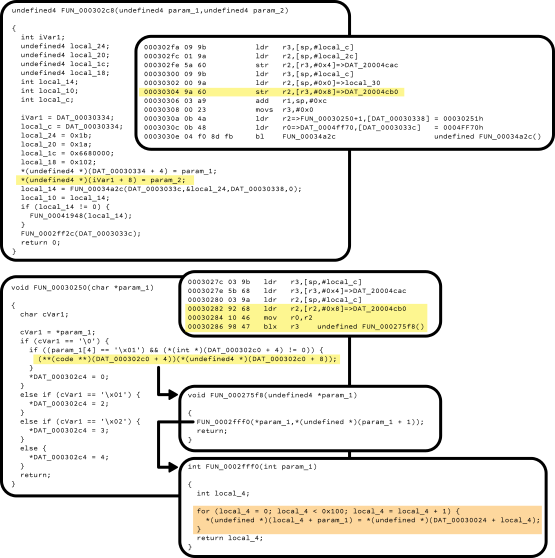 undefined4 FUN_000302c8(undefined4 param_1,undefined4 param_2)
{
int iVar1;
undefined4 local_24;
undefined4 local_20;
undefined4 local_1c;
undefined4 local_18;
int local_14;
int local_10;
int local_c;
iVar1 = DAT_00030334;
local_c = DAT_00030334;
local_24 = 0x1b;
local_20 = 0x1a;
local_1c = 0x6680000;
local_18 = 0x102;
*(undefined4 *)(DAT_00030334 + 4) = param_1;
*(undefined4 *)(iVar1 + 8) = param_2;
local_14 = FUN_00034a2c(DAT_0003033c,&local_24,DAT_00030338,0);
local_10 = local_14;
if (local_14 != 0) {
FUN_00041948(local_14);
}
FUN_0002ff2c(DAT_0003033c);
return 0;
}
000302fa 09 9b ldr r3,[sp,#local_c]
000302fc 01 9a ldr r2,[sp,#local_2c]
000302fe 5a 60 str r2,[r3,#0x4]=>DAT_20004cac
00030300 09 9b ldr r3,[sp,#local_c]
00030302 00 9a ldr r2,[sp,#0x0]=>local_30
00030304 9a 60 str r2,[r3,#0x8]=>DAT_20004cb0
00030306 03 a9 add r1,sp,#0xc
00030308 00 23 movs r3,#0x0
0003030a 0b 4a ldr r2=>FUN_00030250+1,[DAT_00030338] = 00030251h
0003030c 0b 48 ldr r0=>DAT_0004ff70,[DAT_0003033c] = 0004FF70h
0003030e 04 f0 8d fb bl FUN_00034a2c undefined FUN_00034a2c()
void FUN_00030250(char *param_1)
{
char cVar1;
cVar1 = *param_1;
if (cVar1 == '\0') {
if ((param_1[4] == '\x01') && (*(int *)(DAT_000302c0 + 4) != 0)) {
(**(code **)(DAT_000302c0 + 4))(*(undefined4 *)(DAT_000302c0 + 8));
}
*DAT_000302c4 = 0;
}
else if (cVar1 == '\x01') {
*DAT_000302c4 = 2;
}
else if (cVar1 == '\x02') {
*DAT_000302c4 = 3;
}
else {
*DAT_000302c4 = 4;
}
return;
}
0003027c 03 9b ldr r3,[sp,#local_c]
0003027e 5b 68 ldr r3,[r3,#0x4]=>DAT_20004cac
00030280 03 9a ldr r2,[sp,#local_c]
00030282 92 68 ldr r2,[r2,#0x8]=>DAT_20004cb0
00030284 10 46 mov r0,r2
00030286 98 47 blx r3 undefined FUN_000275f8()
void FUN_000275f8(undefined4 *param_1)
{
FUN_0002fff0(*param_1,*(undefined *)(param_1 + 1));
return;
}
int FUN_0002fff0(int param_1)
{
int local_4;
for (local_4 = 0; local_4 < 0x100; local_4 = local_4 + 1) {
*(undefined *)(local_4 + param_1) = *(undefined *)(DAT_00030024 + local_4);
}
return local_4;
}